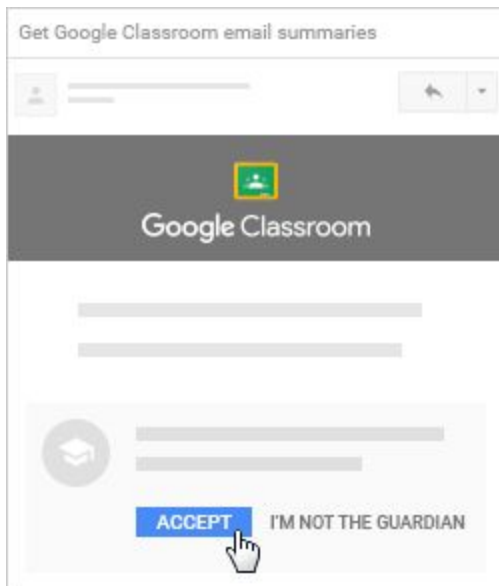 Get Google Classroom email summaries
Google Classroom
ACCEPT I'M NOT THE GUARDIAN